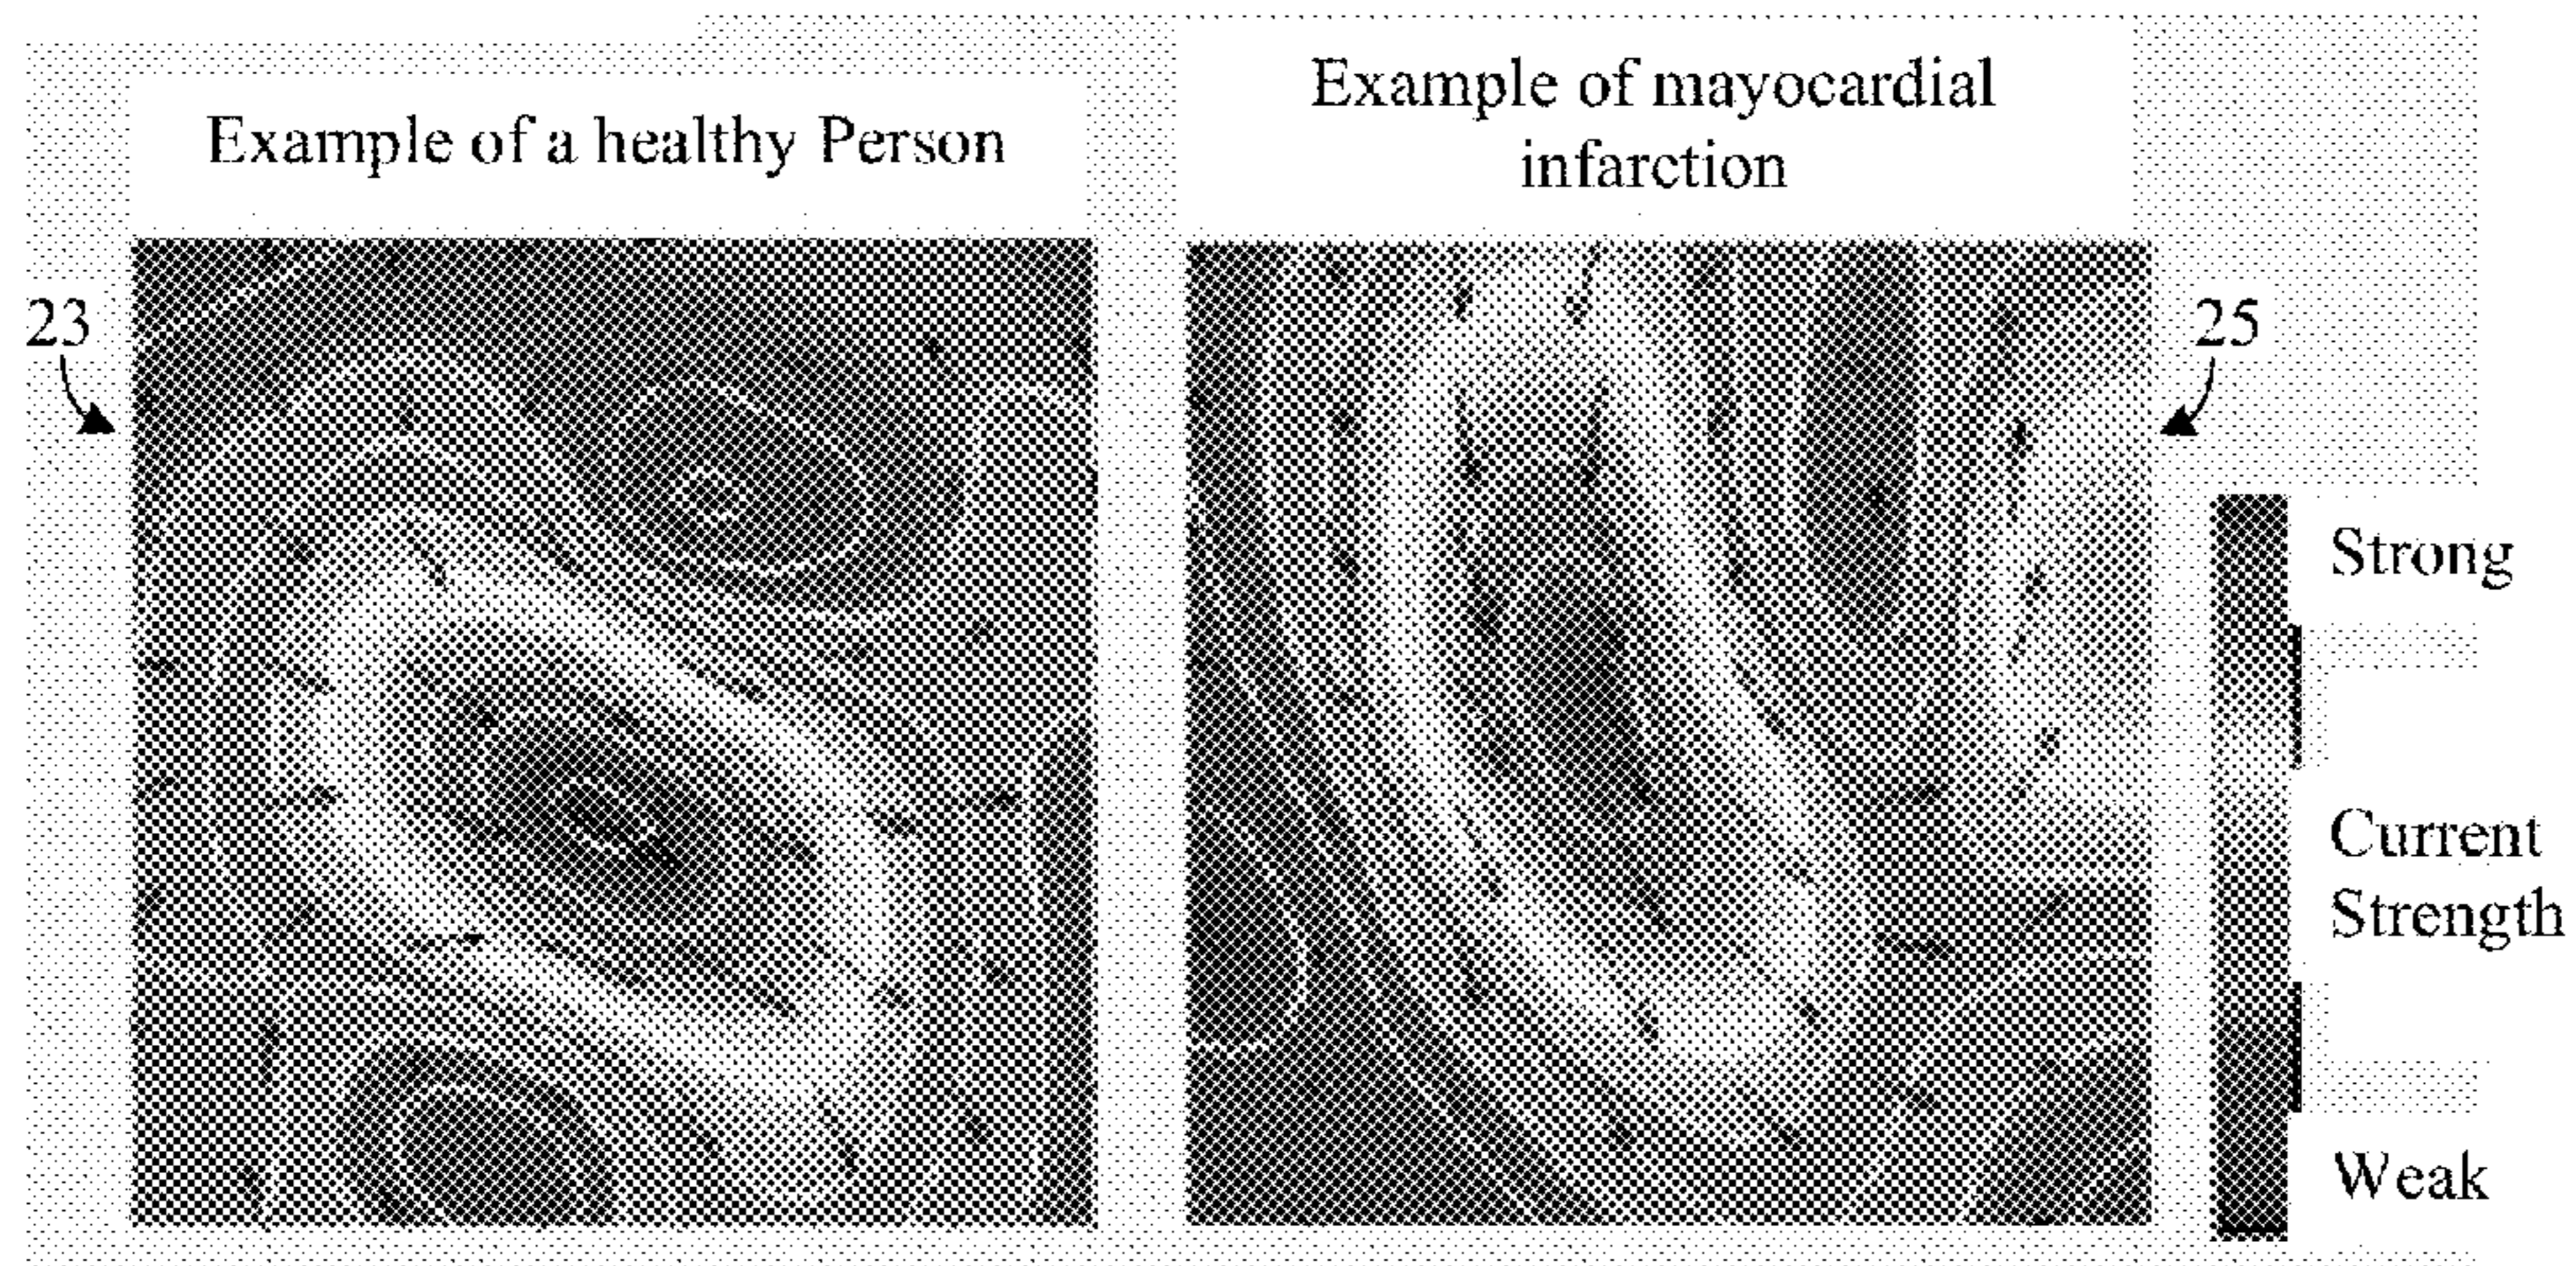 Example of a healthy Person
Example of mayocardial
infarction
23
25
Strong
Current
Strength
Weak